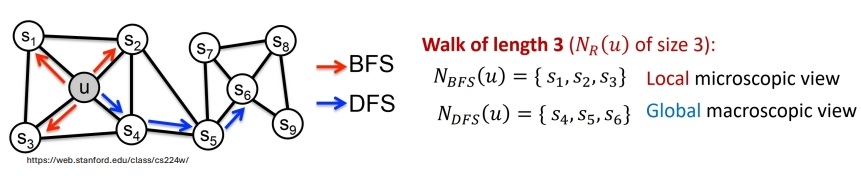 s1
s2
s7
s8
u
s6
s3
s4
s5
s9
BFS
DFS
https://web.stanford.edu/class/cs224w/
Walk of length 3 (N_R(u) of size 3):
N_BFS(u) = { s₁, s₂, s₃} Local microscopic view
N_DFS(u) = { s₄, s₅, s₆} Global macroscopic view